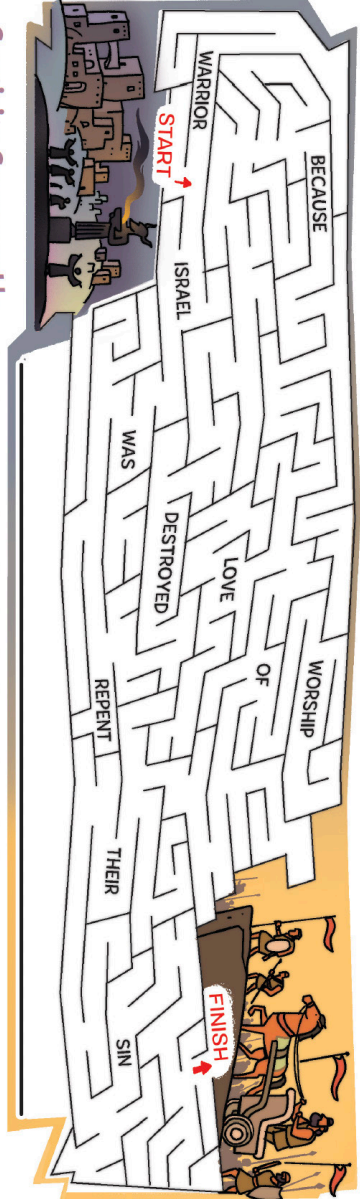 WARRIOR
BECAUSE
START
ISRAEL
WAS
DESTROYED
LOVE
OF
WORSHIP
REPENT
THEIR
SIN
FINISH